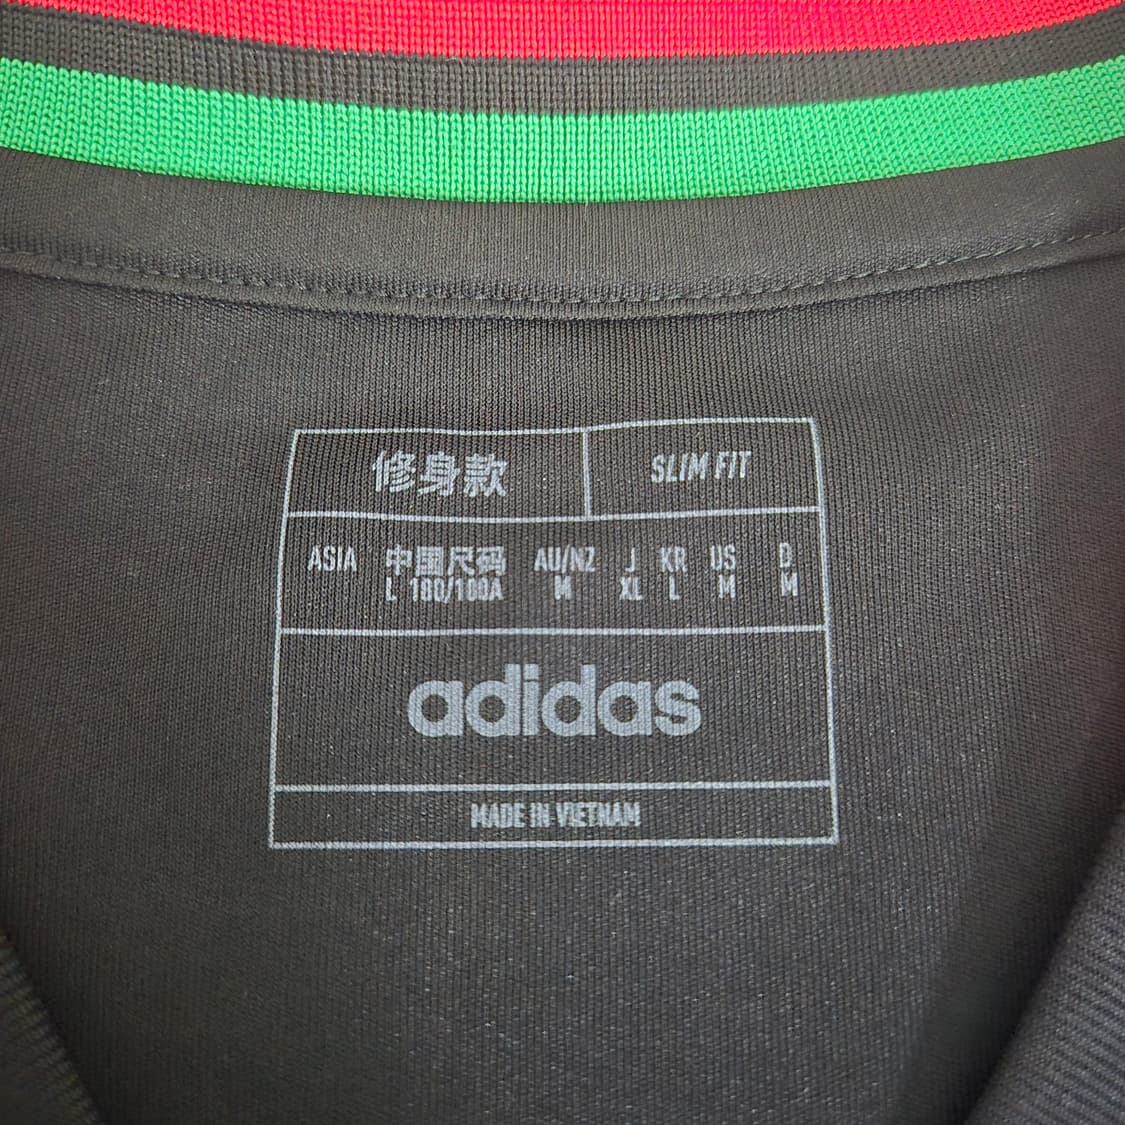 修身款 SLIM FIT
ASIA 中国尺码 AU/NZ J KR US D
L 180/100A M XL L M M
adidas
MADE IN VIETNAM